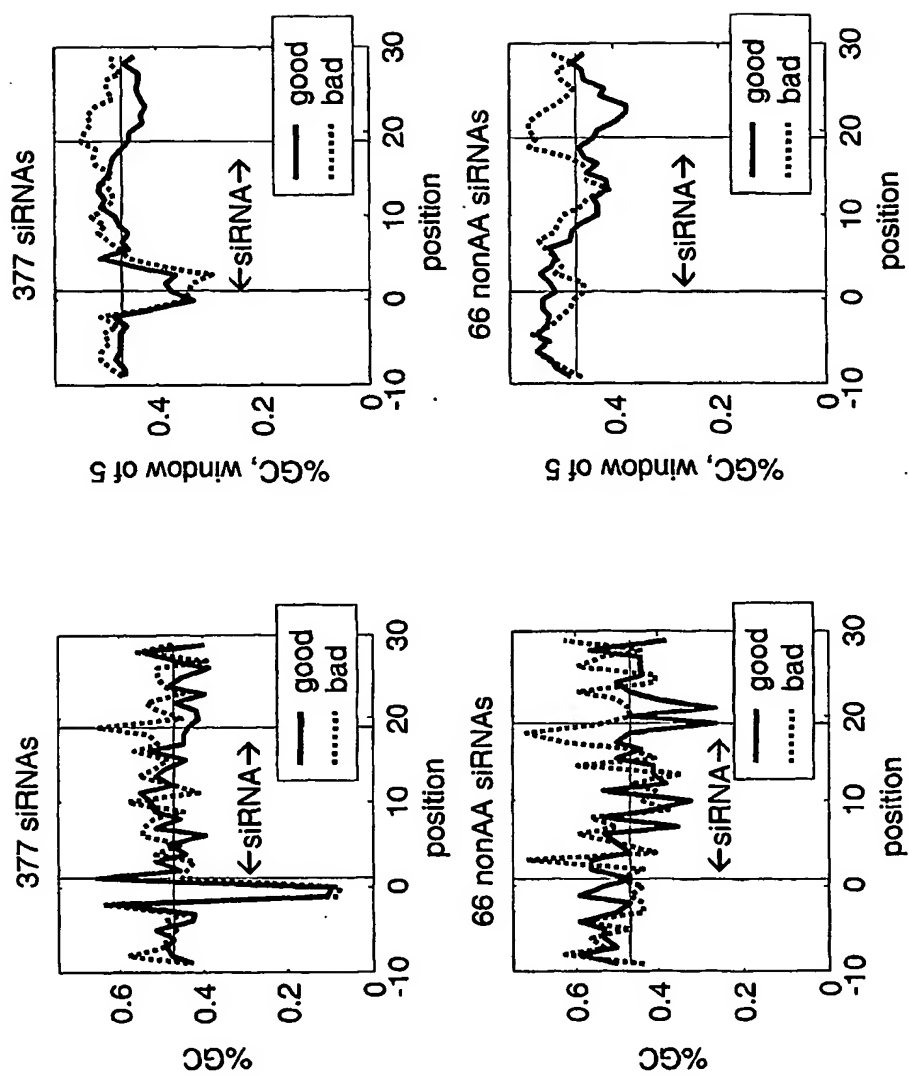 377 siRNAs
%GC
0.6
0.4
0.2
0
←siRNA→
good
bad
-10 0 10 20 30
position
377 siRNAs
%GC, window of 5
0.4
0.2
0
←siRNA→
good
bad
-10 0 10 20 30
position
66 nonAA siRNAs
%GC
0.6
0.4
0.2
0
←siRNA→
good
bad
-10 0 10 20 30
position
66 nonAA siRNAs
%GC, window of 5
0.4
0.2
0
←siRNA→
good
bad
-10 0 10 20 30
position